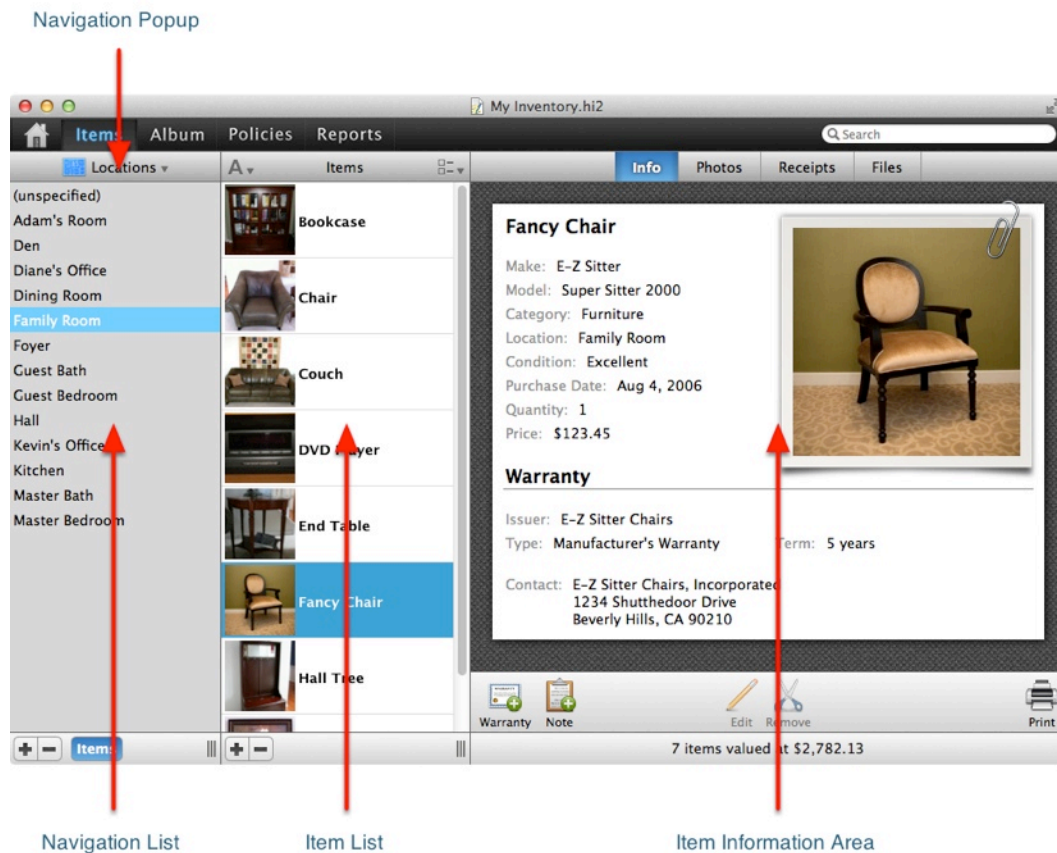 Navigation Popup
My Inventory.hi2
Items Album Policies Reports
Search
Locations
A Items
Info Photos Receipts Files
(unspecified)
Adam's Room
Den
Diane's Office
Dining Room
Family Room
Foyer
Guest Bath
Guest Bedroom
Hall
Kevin's Office
Kitchen
Master Bath
Master Bedroom
Bookcase
Chair
Couch
DVD Player
End Table
Fancy Chair
Hall Tree
Fancy Chair
Make: E-Z Sitter
Model: Super Sitter 2000
Category: Furniture
Location: Family Room
Condition: Excellent
Purchase Date: Aug 4, 2006
Quantity: 1
Price: $123.45
Warranty
Issuer: E-Z Sitter Chairs
Type: Manufacturer's Warranty Term: 5 years
Contact: E-Z Sitter Chairs, Incorporated
1234 Shutthedoor Drive
Beverly Hills, CA 90210
Warranty Note Edit Remove Print
Items
7 items valued at $2,782.13
Navigation List Item List Item Information Area